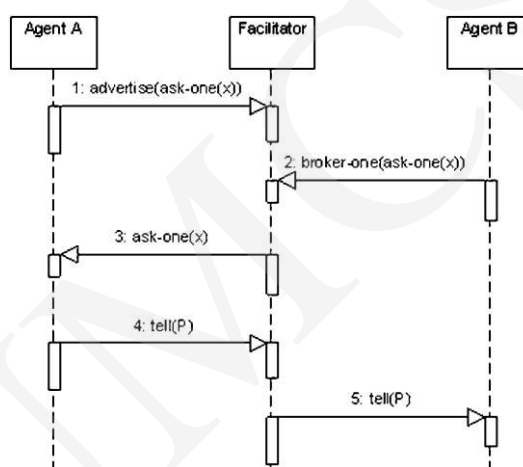 Agent A
Facilitator
Agent B
1: advertise(ask-one(x))
2: broker-one(ask-one(x))
3: ask-one(x)
4: tell(P)
5: tell(P)